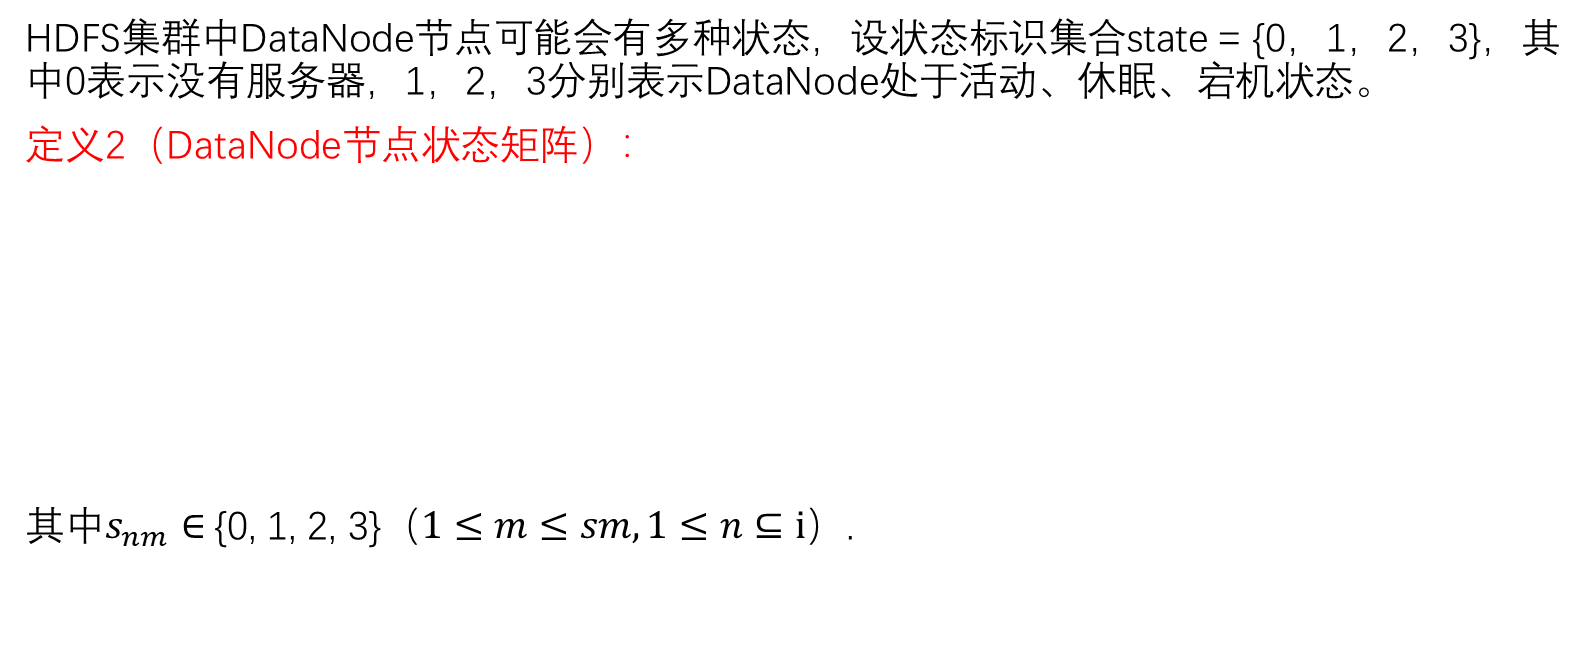 HDFS集群中DataNode节点可能会有多种状态，设状态标识集合state = {0，1，2，3}，其
中0表示没有服务器，1，2，3分别表示DataNode处于活动、休眠、宕机状态。
定义2（DataNode节点状态矩阵）：
其中s_{nm} ∈ {0, 1, 2, 3}（1 ≤ m ≤ sm, 1 ≤ n ⊆ i）.